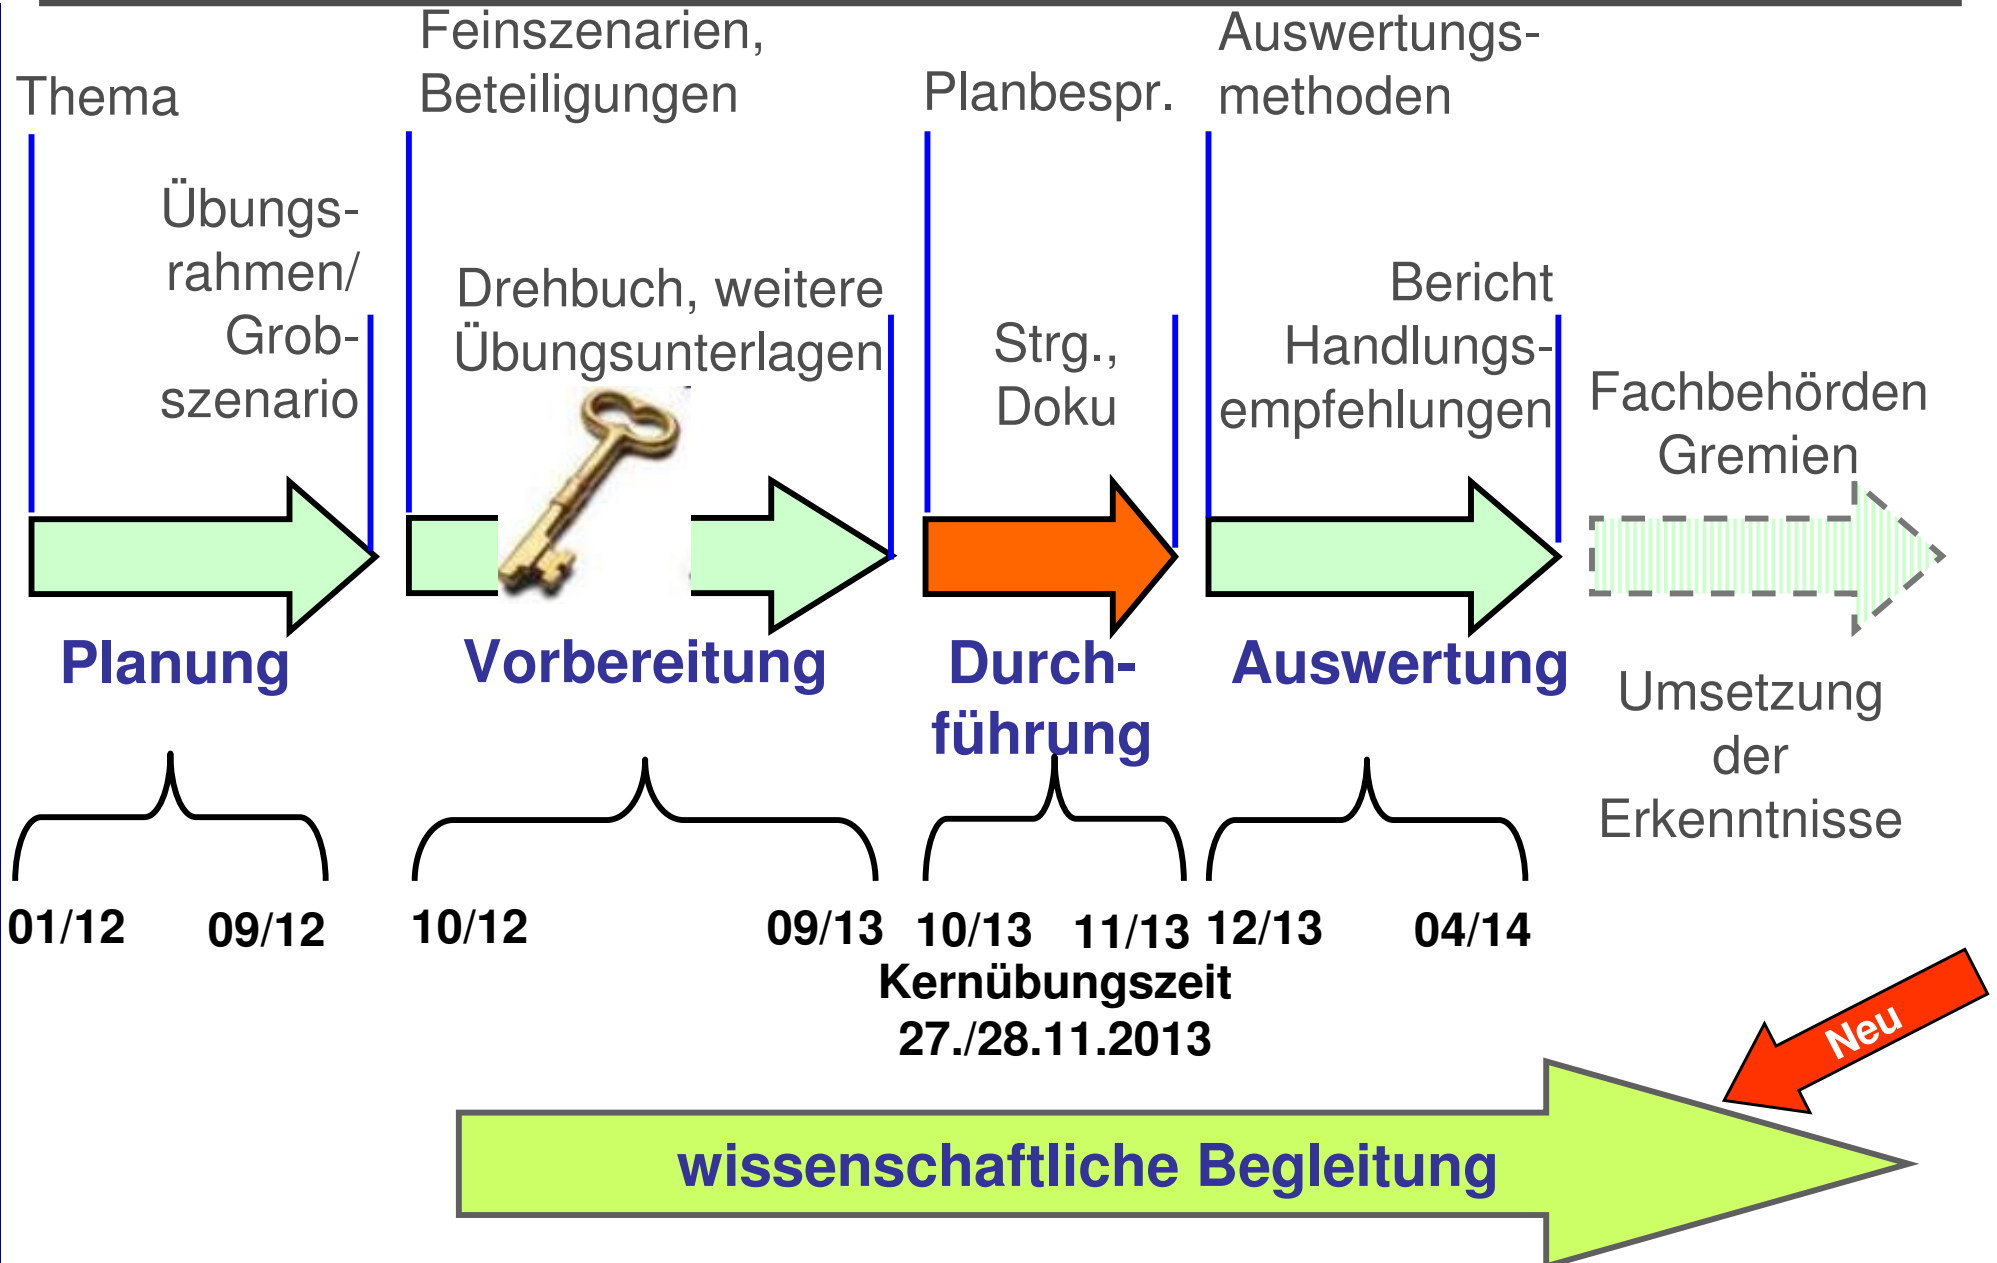 Thema
Übungs-
rahmen/
Grob-
szenario
Feinszenarien,
Beteiligungen
Drehbuch, weitere
Übungsunterlagen
Planbespr.
Strg.,
Doku
Auswertungs-
methoden
Bericht
Handlungs-
empfehlungen
Fachbehörden
Gremien
Planung
Vorbereitung
Durch-
führung
Auswertung
Umsetzung
der
Erkenntnisse
01/12
09/12
10/12
09/13
10/13
11/13
12/13
04/14
Kernübungszeit
27./28.11.2013
Neu
wissenschaftliche Begleitung